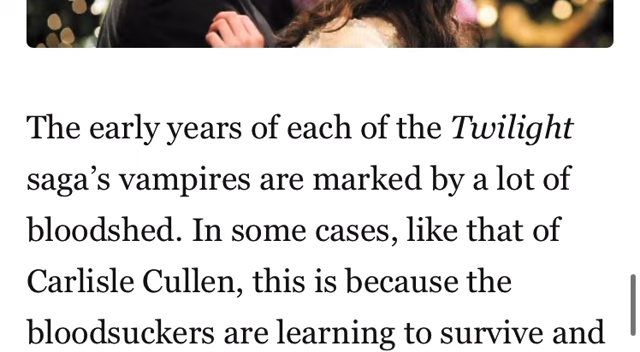 The early years of each of the Twilight
saga’s vampires are marked by a lot of
bloodshed. In some cases, like that of
Carlisle Cullen, this is because the
bloodsuckers are learning to survive and